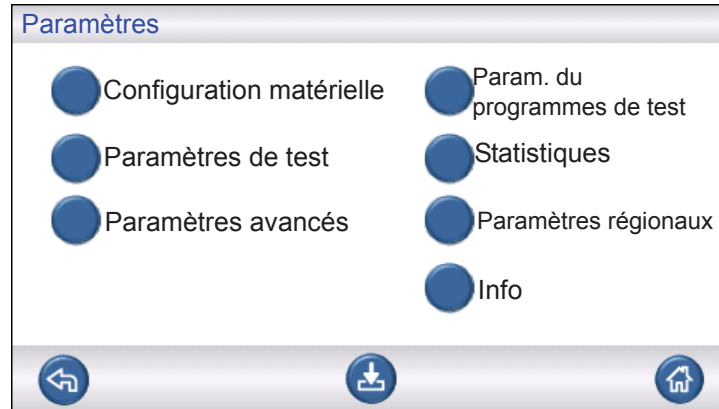 Paramètres
Configuration matérielle
Paramètres de test
Paramètres avancés
Param. du
programmes de test
Statistiques
Paramètres régionaux
Info